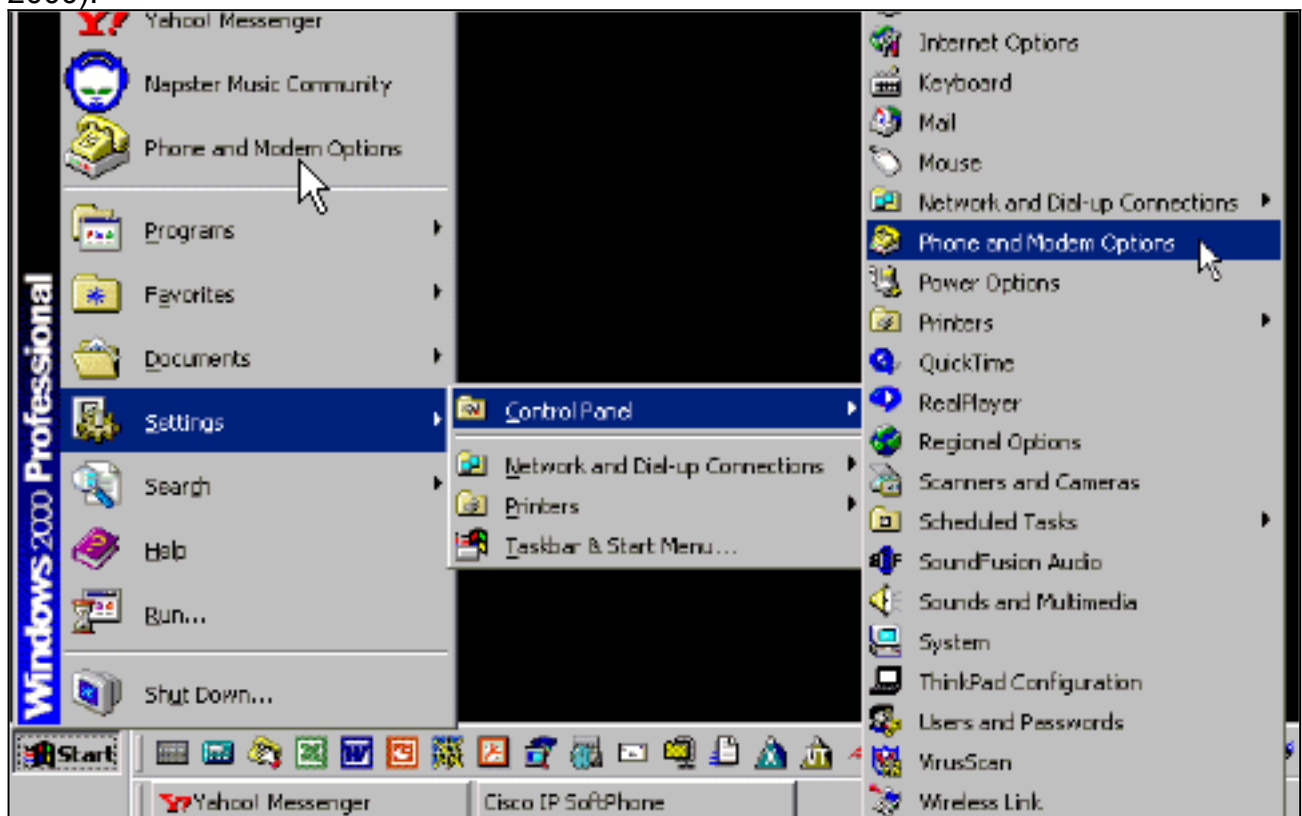 2000).
Yahoo! Messenger
Napster Music Community
Phone and Modem Options
Programs
Favorites
Documents
Settings
Search
Help
Run...
Shut Down...
Windows 2000 Professional
Control Panel
Network and Dial-up Connections
Printers
Taskbar & Start Menu...
Internet Options
Keyboard
Mail
Mouse
Network and Dial-up Connections
Phone and Modem Options
Power Options
Printers
QuickTime
RealPlayer
Regional Options
Scanners and Cameras
Scheduled Tasks
SoundFusion Audio
Sounds and Multimedia
System
ThinkPad Configuration
Users and Passwords
VirusScan
Wireless Link
Start
Yahoo! Messenger
Cisco IP SoftPhone